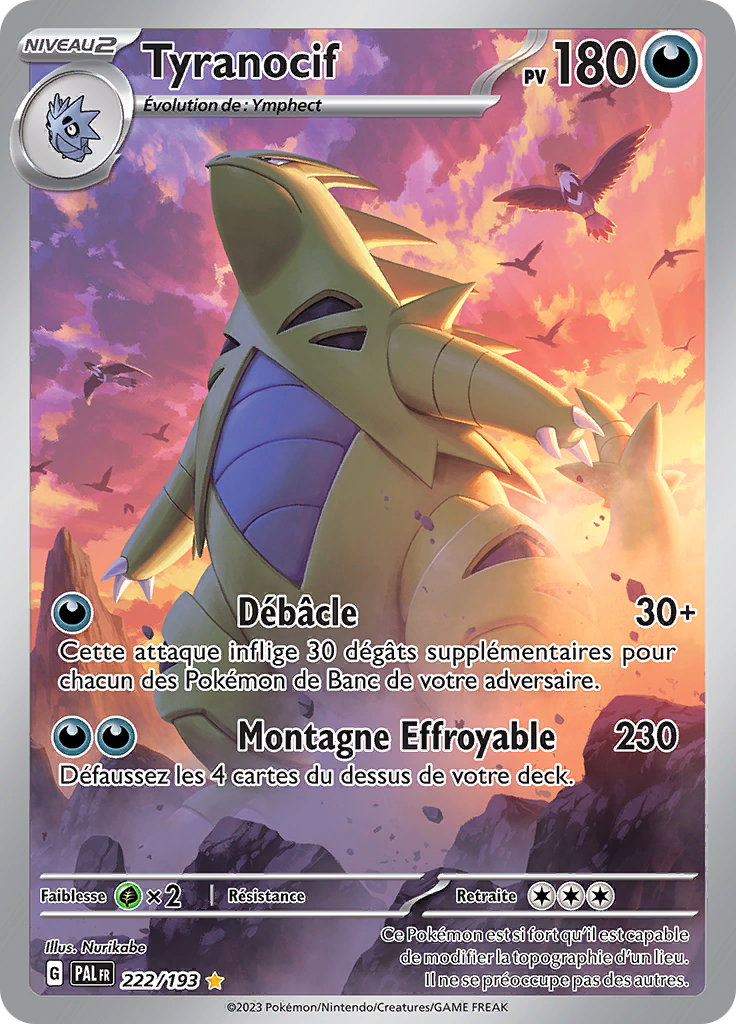 NIVEAU 2
Tyranocif
PV 180
Évolution de : Ymphect
Débâcle 30+
Cette attaque inflige 30 dégâts supplémentaires pour
chacun des Pokémon de Banc de votre adversaire.
Montagne Effroyable 230
Défaussez les 4 cartes du dessus de votre deck.
Faiblesse ×2 Résistance Retraite
Illus. Nurikabe
Ce Pokémon est si fort qu'il est capable
de modifier la topographie d'un lieu.
Il ne se préoccupe pas des autres.
G PAL FR 222/193
©2023 Pokémon/Nintendo/Creatures/GAME FREAK